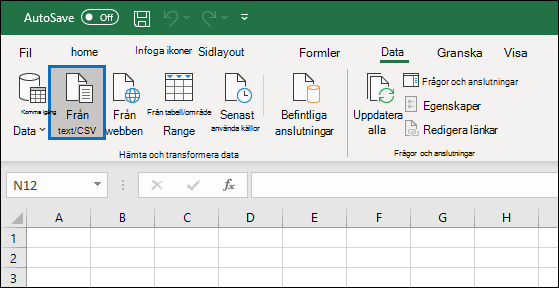 AutoSave Off
Fil home Infoga ikoner Sidlayout Formler Data Granska Visa
Komma igång
Data
Från
text/CSV
Från
webben
Från tabell/område
Range
Senast
använda källor
Befintliga
anslutningar
Uppdatera
alla
Frågor och anslutningar
Egenskaper
Redigera länkar
Hämta och transformera data
Frågor och anslutningar
N12 fx
A B C D E F G H
1
2
3